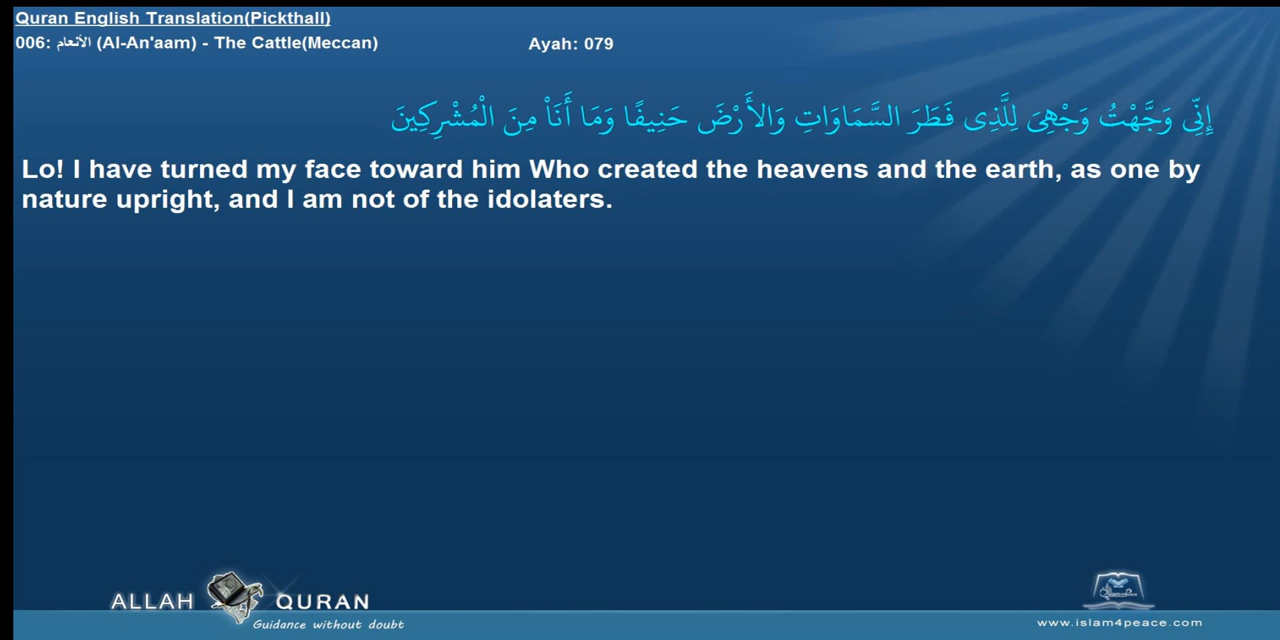 Quran English Translation(Pickthall)
006: الأنعام (Al-An'aam) - The Cattle(Meccan) Ayah: 079
إِنِّى وَجَّهْتُ وَجْهِىَ لِلَّذِى فَطَرَ السَّمَاوَاتِ وَالأَرْضَ حَنِيفًا وَمَا أَنَاْ مِنَ الْمُشْرِكِينَ
Lo! I have turned my face toward him Who created the heavens and the earth, as one by
nature upright, and I am not of the idolaters.
ALLAH QURAN
Guidance without doubt
www.islam4peace.com